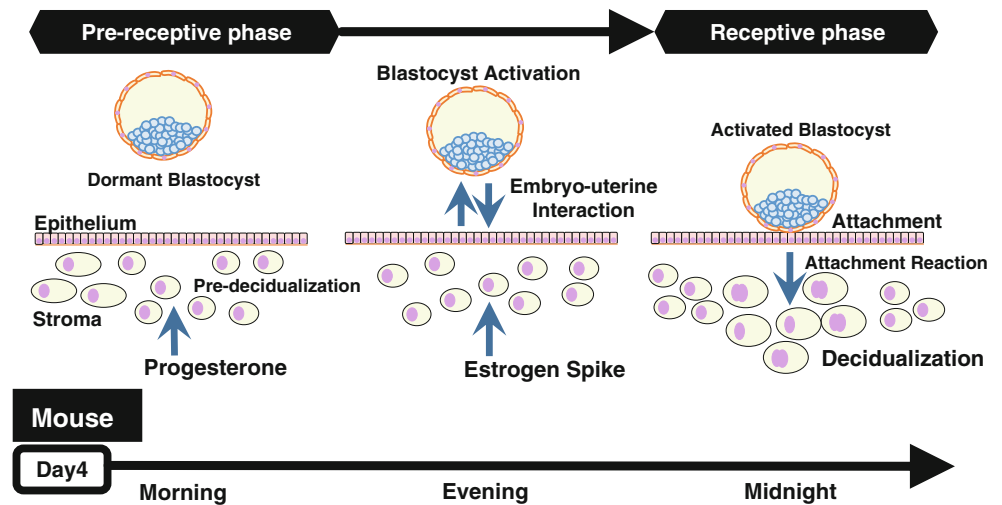 Pre-receptive phase
Receptive phase
Blastocyst Activation
Activated Blastocyst
Dormant Blastocyst
Embryo-uterine
Interaction
Epithelium
Attachment
Attachment Reaction
Pre-decidualization
Stroma
Progesterone
Estrogen Spike
Decidualization
Mouse
Day4
Morning
Evening
Midnight